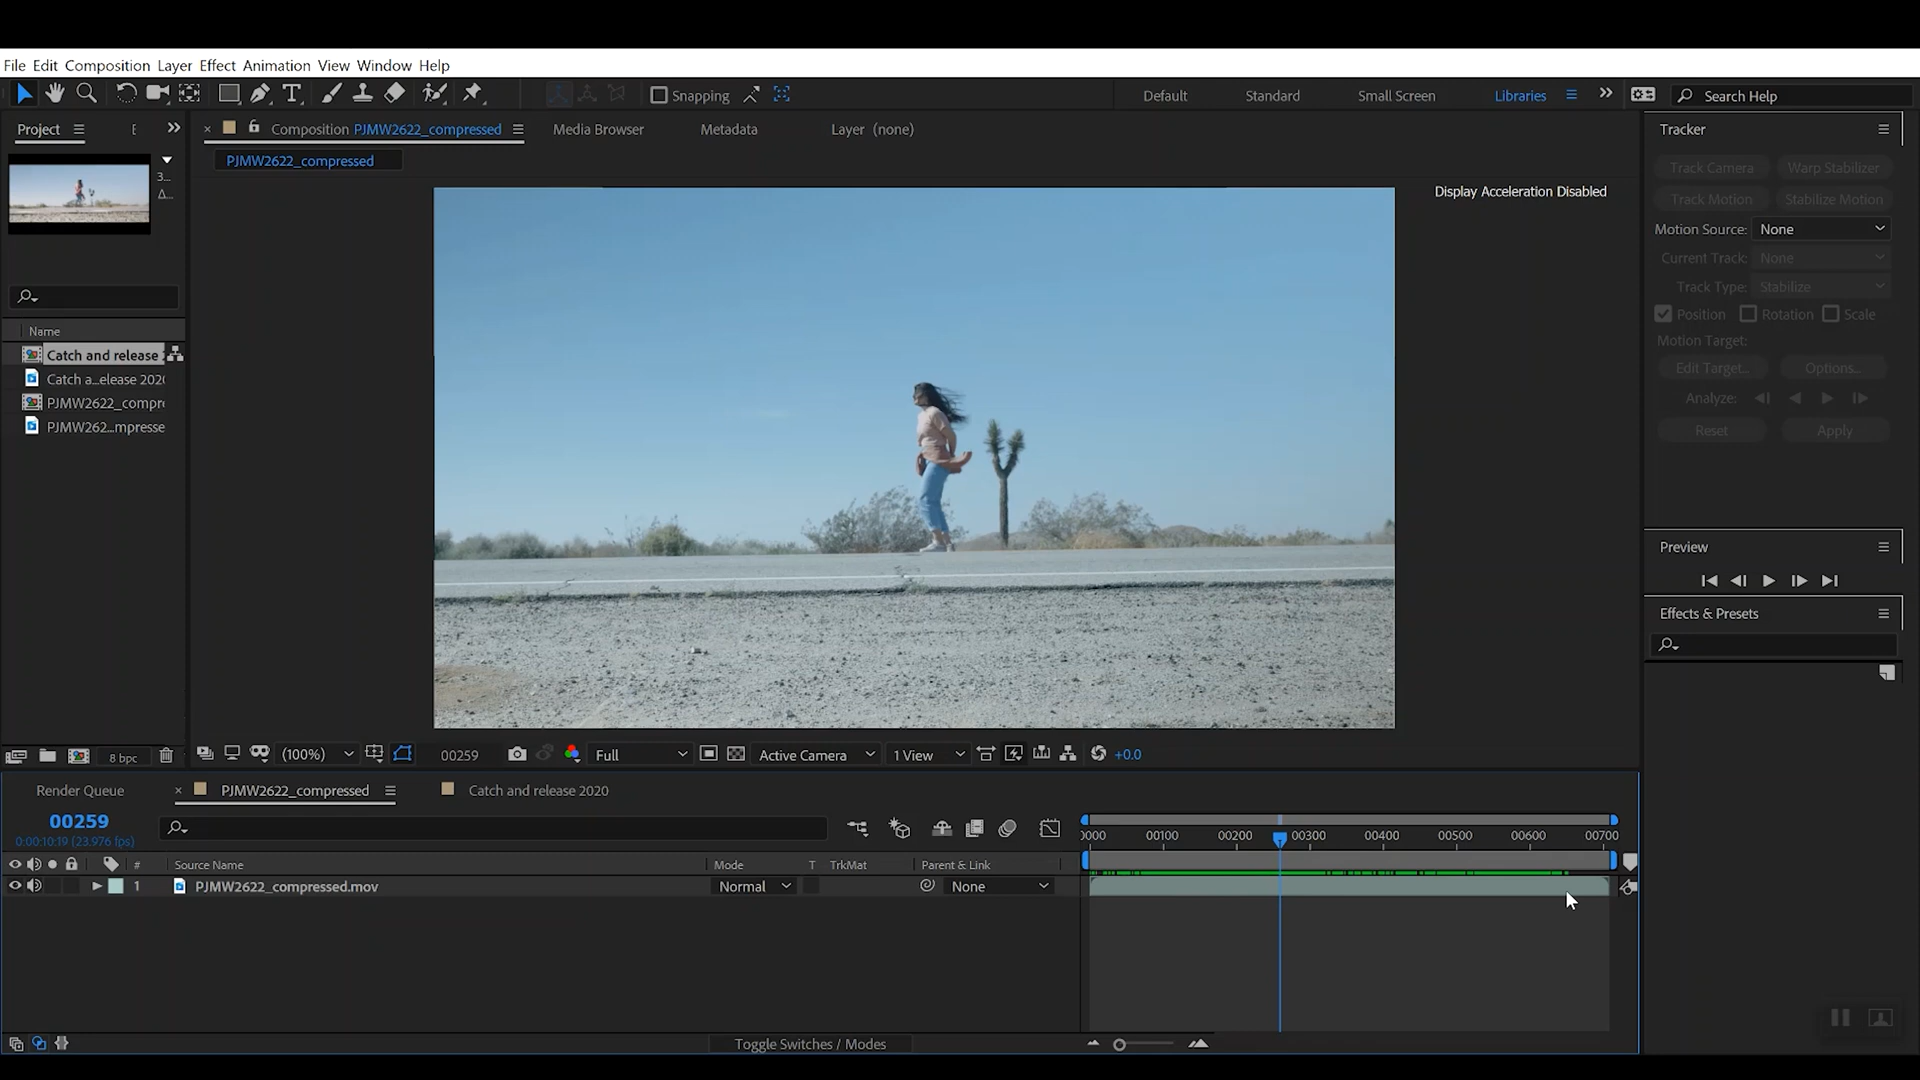 File Edit Composition Layer Effect Animation View Window Help
Snapping
Default Standard Small Screen Libraries
Search Help
Project
Composition PJMW2622_compressed
Media Browser
Metadata
Layer (none)
PJMW2622_compressed
3...
Δ...
Name
Catch and release
Catch a...elease 202
PJMW2622_compre
PJMW262...mpresse
8 bpc
Display Acceleration Disabled
(100%)
00259
Full
Active Camera
1 View
+0.0
Tracker
Track Camera Warp Stabilizer
Track Motion Stabilize Motion
Motion Source: None
Current Track: None
Track Type: Stabilize
Position Rotation Scale
Motion Target:
Edit Target... Options...
Analyze:
Reset Apply
Preview
Effects & Presets
Render Queue
PJMW2622_compressed
Catch and release 2020
00259
0:00:10:19 (23.976 fps)
0000 00100 00200 00300 00400 00500 00600 00700
# Source Name Mode T TrkMat Parent & Link
1 PJMW2622_compressed.mov Normal None
Toggle Switches / Modes